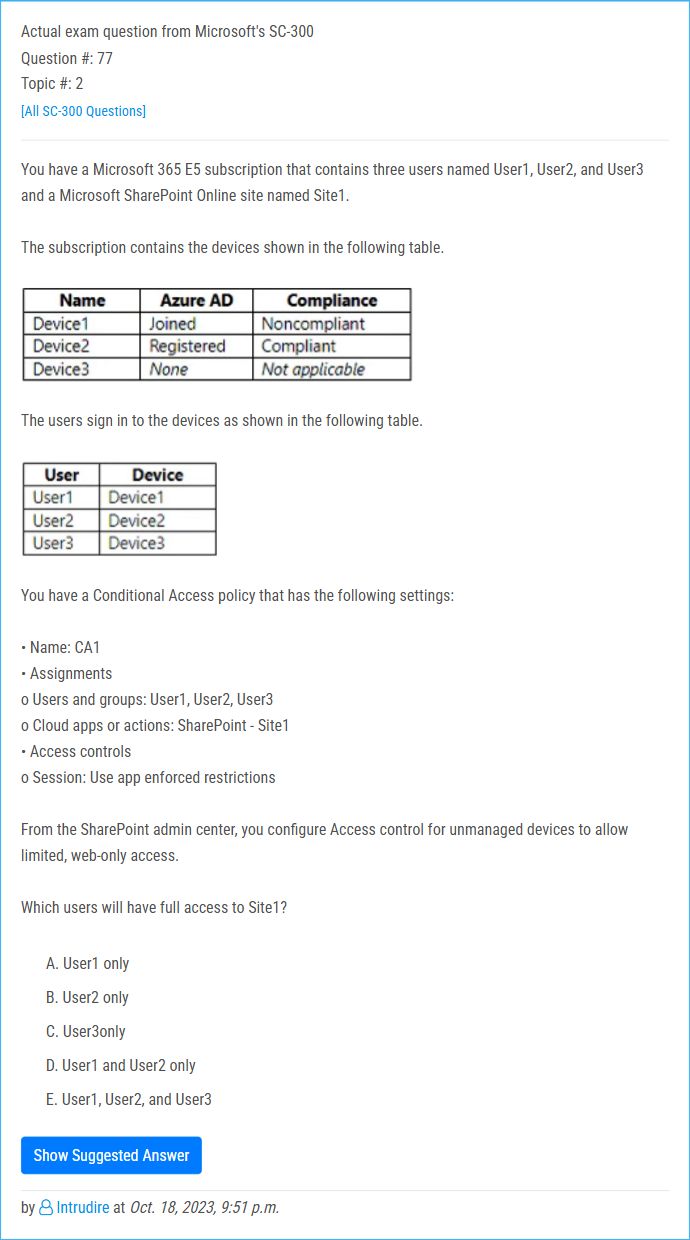 Actual exam question from Microsoft's SC-300
Question #: 77
Topic #: 2
[All SC-300 Questions]
You have a Microsoft 365 E5 subscription that contains three users named User1, User2, and User3
and a Microsoft SharePoint Online site named Site1.
The subscription contains the devices shown in the following table.
Name Azure AD Compliance
Device1 Joined Noncompliant
Device2 Registered Compliant
Device3 None Not applicable
The users sign in to the devices as shown in the following table.
User Device
User1 Device1
User2 Device2
User3 Device3
You have a Conditional Access policy that has the following settings:
• Name: CA1
• Assignments
o Users and groups: User1, User2, User3
o Cloud apps or actions: SharePoint - Site1
• Access controls
o Session: Use app enforced restrictions
From the SharePoint admin center, you configure Access control for unmanaged devices to allow
limited, web-only access.
Which users will have full access to Site1?
A. User1 only
B. User2 only
C. User3only
D. User1 and User2 only
E. User1, User2, and User3
Show Suggested Answer
by Intrudire at Oct. 18, 2023, 9:51 p.m.